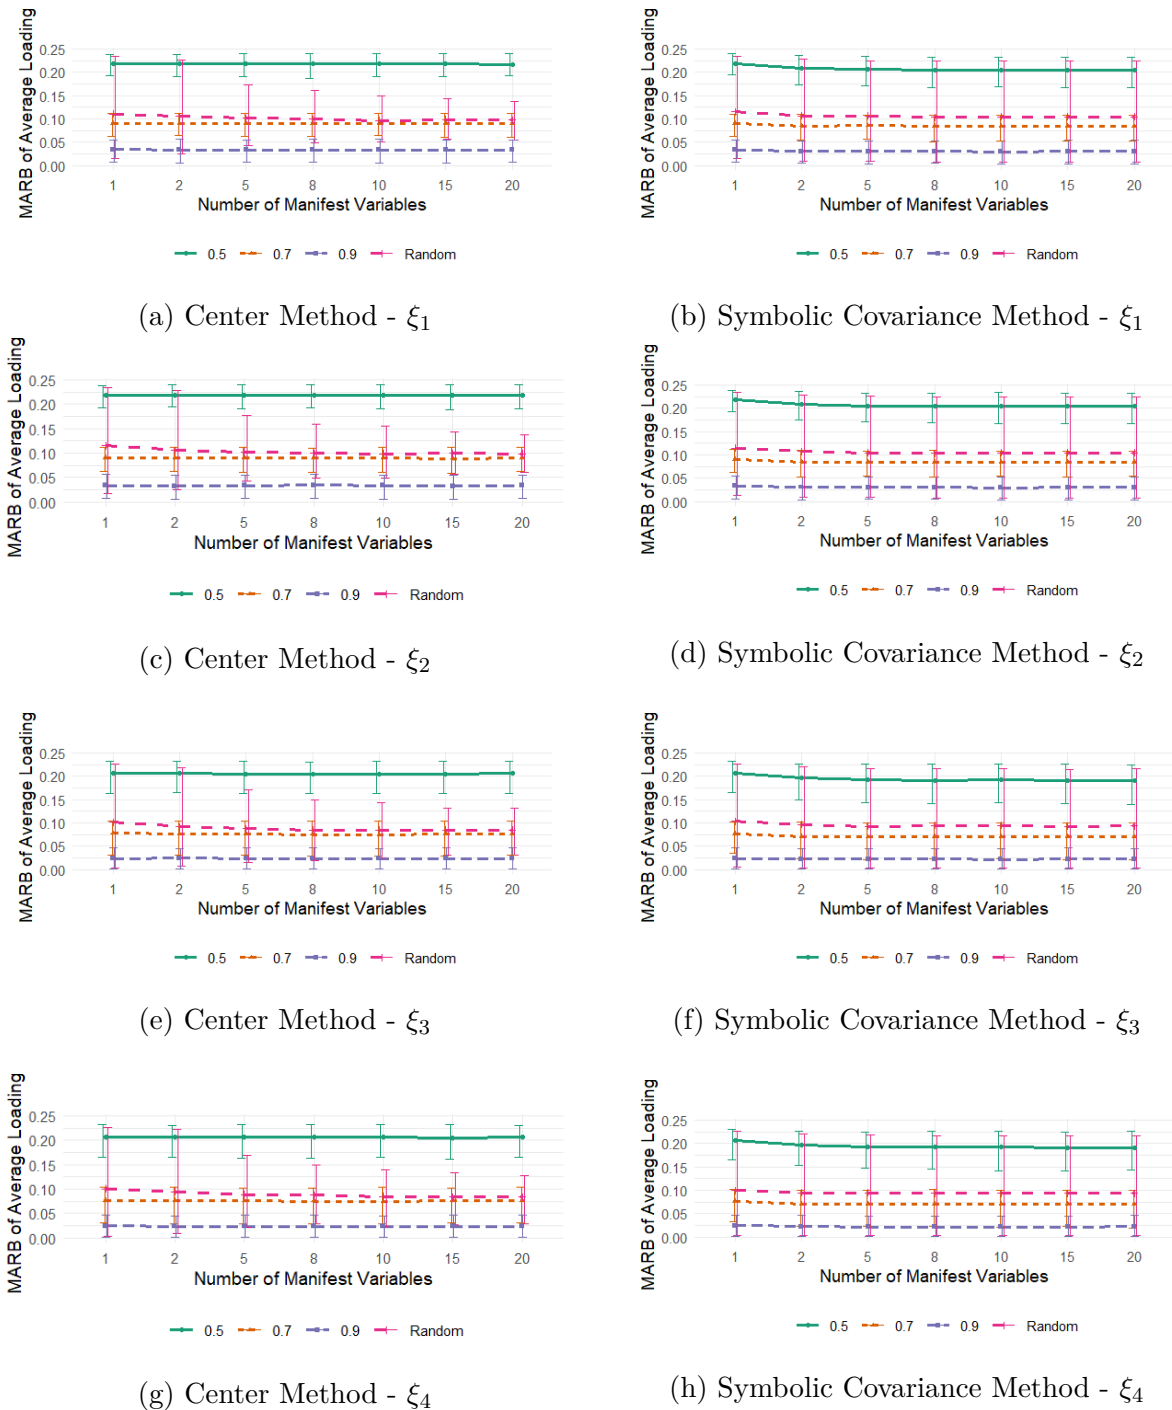 MARB of Average Loading
0.25
0.20
0.15
0.10
0.05
0.00
1 2 5 8 10 15 20
Number of Manifest Variables
0.5 0.7 0.9 Random
(a) Center Method - ξ1
MARB of Average Loading
0.25
0.20
0.15
0.10
0.05
0.00
1 2 5 8 10 15 20
Number of Manifest Variables
0.5 0.7 0.9 Random
(b) Symbolic Covariance Method - ξ1
MARB of Average Loading
0.25
0.20
0.15
0.10
0.05
0.00
1 2 5 8 10 15 20
Number of Manifest Variables
0.5 0.7 0.9 Random
(c) Center Method - ξ2
MARB of Average Loading
0.25
0.20
0.15
0.10
0.05
0.00
1 2 5 8 10 15 20
Number of Manifest Variables
0.5 0.7 0.9 Random
(d) Symbolic Covariance Method - ξ2
MARB of Average Loading
0.25
0.20
0.15
0.10
0.05
0.00
1 2 5 8 10 15 20
Number of Manifest Variables
0.5 0.7 0.9 Random
(e) Center Method - ξ3
MARB of Average Loading
0.25
0.20
0.15
0.10
0.05
0.00
1 2 5 8 10 15 20
Number of Manifest Variables
0.5 0.7 0.9 Random
(f) Symbolic Covariance Method - ξ3
MARB of Average Loading
0.25
0.20
0.15
0.10
0.05
0.00
1 2 5 8 10 15 20
Number of Manifest Variables
0.5 0.7 0.9 Random
(g) Center Method - ξ4
MARB of Average Loading
0.25
0.20
0.15
0.10
0.05
0.00
1 2 5 8 10 15 20
Number of Manifest Variables
0.5 0.7 0.9 Random
(h) Symbolic Covariance Method - ξ4